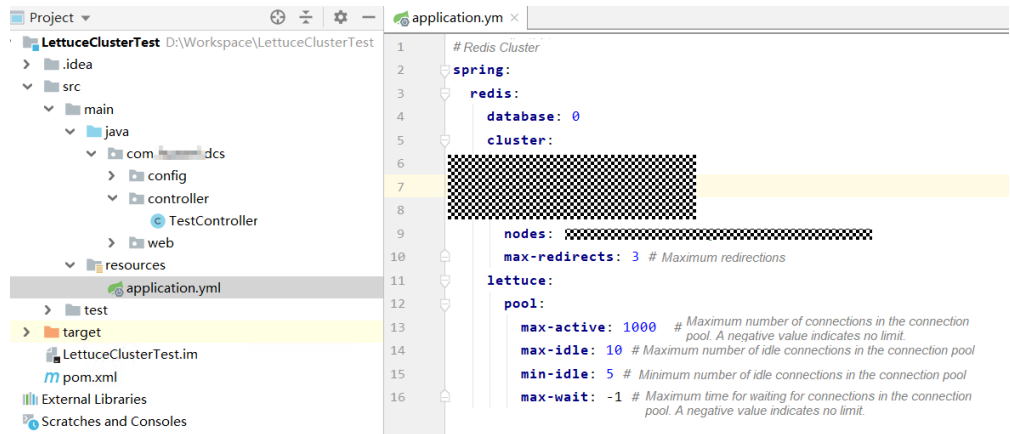 Project
LettuceClusterTest D:\Workspace\LettuceClusterTest
.idea
src
main
java
com. dcs
config
controller
TestController
web
resources
application.yml
test
target
LettuceClusterTest.im
pom.xml
External Libraries
Scratches and Consoles
application.ym
1 # Redis Cluster
2 spring:
3 redis:
4 database: 0
5 cluster:
6
7
8
9 nodes:
10 max-redirects: 3 # Maximum redirections
11 lettuce:
12 pool:
13 max-active: 1000 # Maximum number of connections in the connection
pool. A negative value indicates no limit.
14 max-idle: 10 # Maximum number of idle connections in the connection pool
15 min-idle: 5 # Minimum number of idle connections in the connection pool
16 max-wait: -1 # Maximum time for waiting for connections in the connection
pool. A negative value indicates no limit.